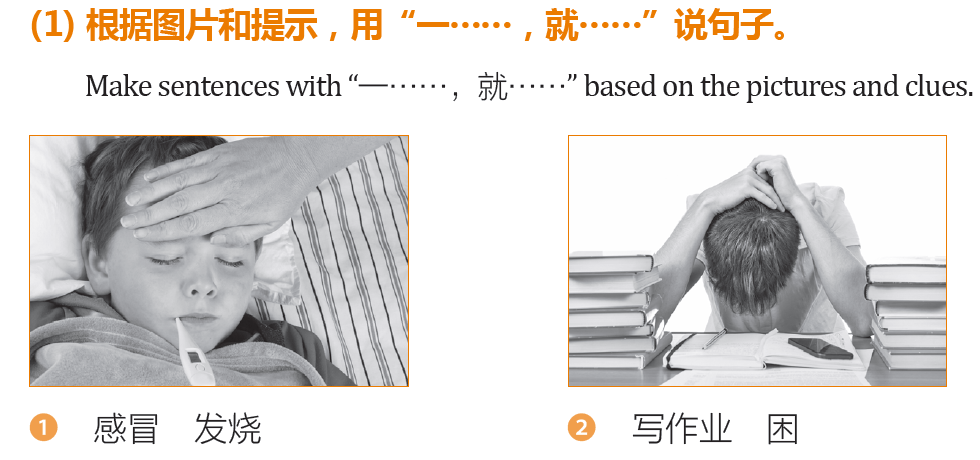 (1) 根据图片和提示，用“一……，就……”说句子。
Make sentences with “一……，就……” based on the pictures and clues.
1 感冒 发烧
2 写作业 困